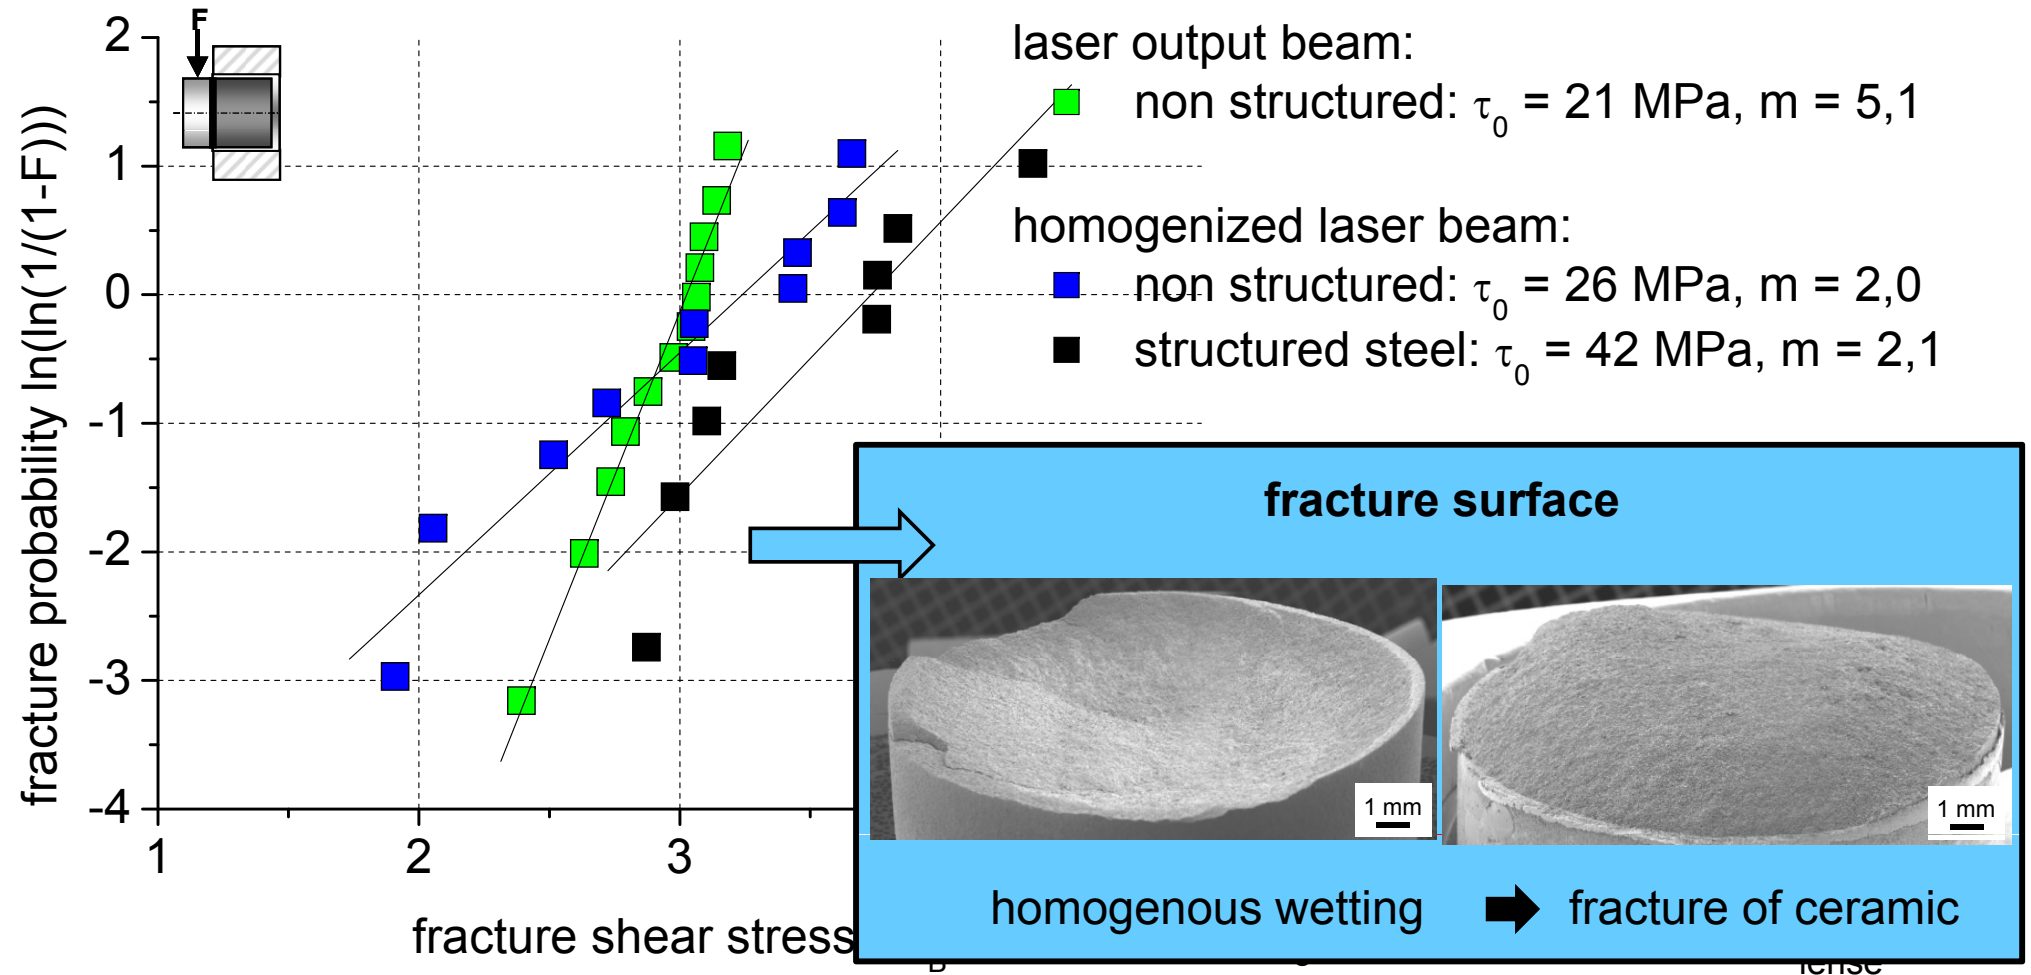 F
2
1
0
-1
-2
-3
-4
1
2
3
fracture probability ln(ln(1/(1-F)))
fracture shear stress
laser output beam:
non structured: τ0 = 21 MPa, m = 5,1
homogenized laser beam:
non structured: τ0 = 26 MPa, m = 2,0
structured steel: τ0 = 42 MPa, m = 2,1
fracture surface
1 mm
1 mm
homogenous wetting
fracture of ceramic